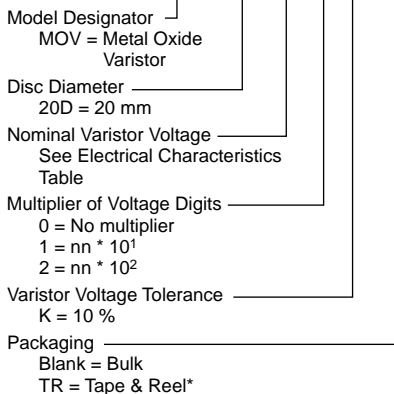 Model Designator
MOV = Metal Oxide
Varistor
Disc Diameter
20D = 20 mm
Nominal Varistor Voltage
See Electrical Characteristics
Table
Multiplier of Voltage Digits
0 = No multiplier
1 = nn * 10¹
2 = nn * 10²
Varistor Voltage Tolerance
K = 10 %
Packaging
Blank = Bulk
TR = Tape & Reel*